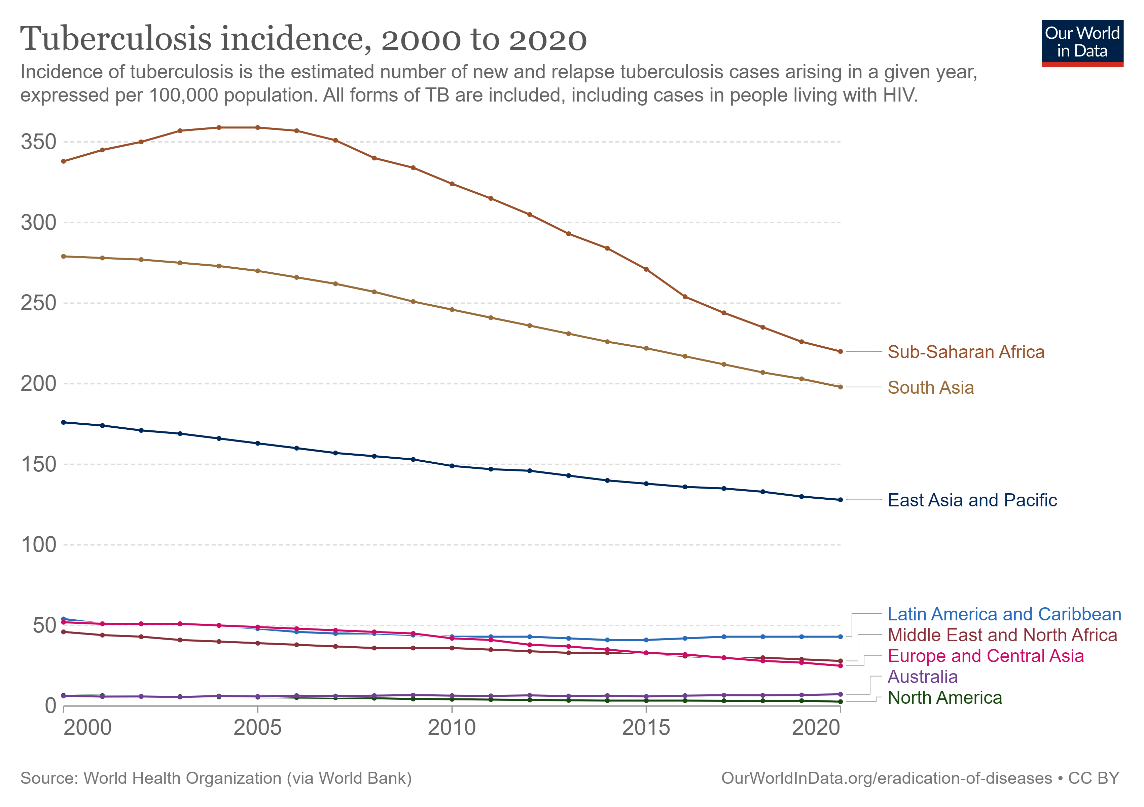 Tuberculosis incidence, 2000 to 2020
Our World
in Data
Incidence of tuberculosis is the estimated number of new and relapse tuberculosis cases arising in a given year,
expressed per 100,000 population. All forms of TB are included, including cases in people living with HIV.
350
300
250
200
150
100
50
0
Sub-Saharan Africa
South Asia
East Asia and Pacific
Latin America and Caribbean
Middle East and North Africa
Europe and Central Asia
Australia
North America
2000 2005 2010 2015 2020
Source: World Health Organization (via World Bank)
OurWorldInData.org/eradication-of-diseases • CC BY